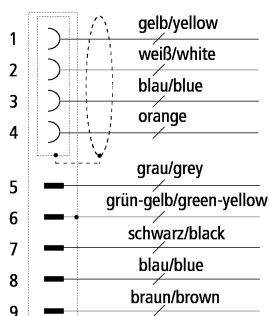 1 gelb/yellow
2 weiß/white
3 blau/blue
4 orange
5 grau/grey
6 grün-gelb/green-yellow
7 schwarz/black
8 blau/blue
9 braun/brown